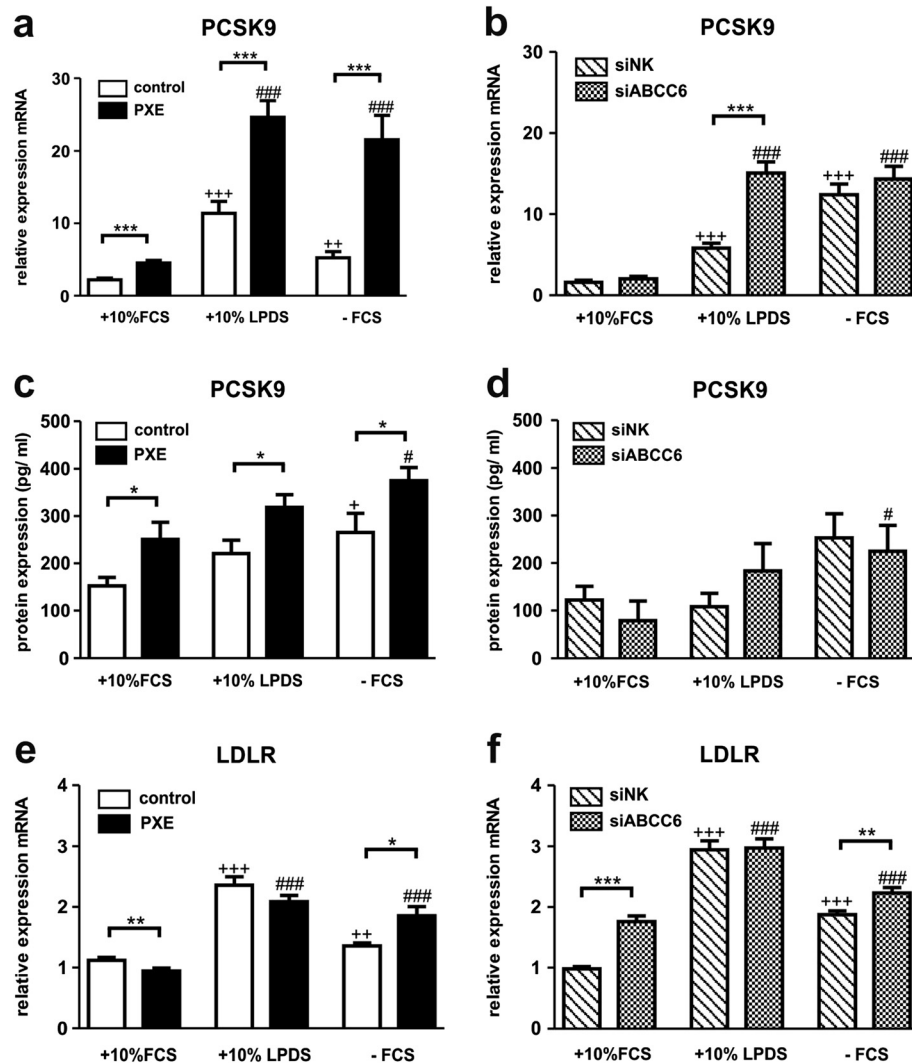 a
PCSK9
relative expression mRNA
30
20
10
0
control
PXE
***
***
***
+++
###
++
###
+10%FCS
+10% LPDS
- FCS
b
PCSK9
relative expression mRNA
30
20
10
0
siNK
siABCC6
***
+++
###
+++
###
+10%FCS
+10% LPDS
- FCS
c
PCSK9
protein expression (pg/ ml)
500
400
300
200
100
0
control
PXE
*
*
*
+
#
+10%FCS
+10% LPDS
- FCS
d
PCSK9
protein expression (pg/ ml)
500
400
300
200
100
0
siNK
siABCC6
#
+10%FCS
+10% LPDS
- FCS
e
LDLR
relative expression mRNA
4
3
2
1
0
control
PXE
**
+++
###
*
++
###
+10%FCS
+10% LPDS
- FCS
f
LDLR
relative expression mRNA
4
3
2
1
0
siNK
siABCC6
***
+++
###
**
+++
###
+10%FCS
+10% LPDS
- FCS